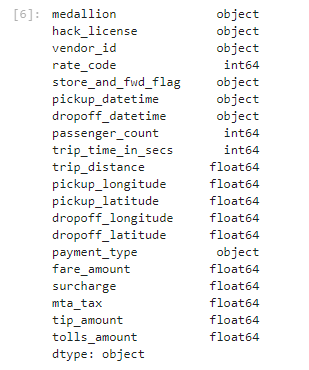 [6]: medallion object
hack_license object
vendor_id object
rate_code int64
store_and_fwd_flag object
pickup_datetime object
dropoff_datetime object
passenger_count int64
trip_time_in_secs int64
trip_distance float64
pickup_longitude float64
pickup_latitude float64
dropoff_longitude float64
dropoff_latitude float64
payment_type object
fare_amount float64
surcharge float64
mta_tax float64
tip_amount float64
tolls_amount float64
dtype: object